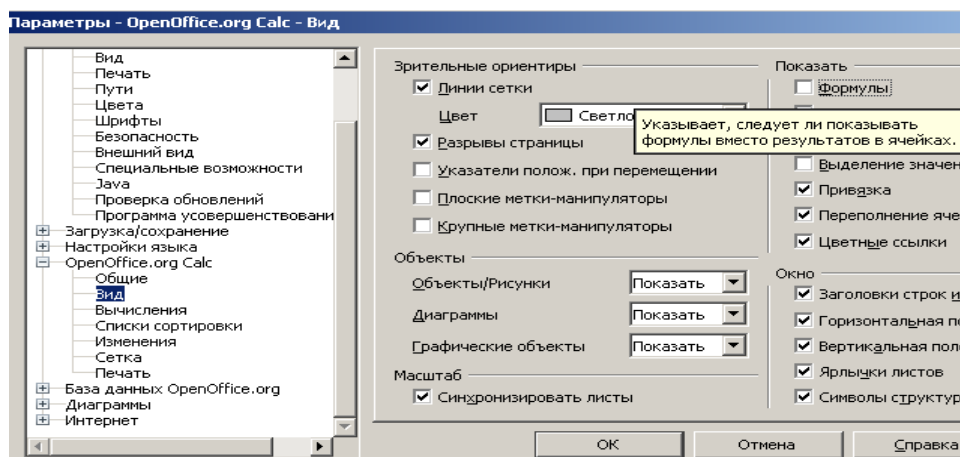 Параметры - OpenOffice.org Calc - Вид
Вид
Печать
Пути
Цвета
Шрифты
Безопасность
Внешний вид
Специальные возможности
Java
Проверка обновлений
Программа усовершенствовани
Загрузка/сохранение
Настройки языка
OpenOffice.org Calc
Общие
Вид
Вычисления
Списки сортировки
Изменения
Сетка
Печать
База данных OpenOffice.org
Диаграммы
Интернет
Зрительные ориентиры
Линии сетки
Цвет
Светло
Разрывы страницы
Указатели полож. при перемещении
Плоские метки-манипуляторы
Крупные метки-манипуляторы
Объекты
Объекты/Рисунки Показать
Диаграммы Показать
Графические объекты Показать
Масштаб
Синхронизировать листы
Показать
Формулы
Указывает, следует ли показывать
формулы вместо результатов в ячейках.
Выделение значен
Привязка
Переполнение яче
Цветные ссылки
Окно
Заголовки строк и
Горизонтальная по
Вертикальная поло
Ярлычки листов
Символы структур
ОК
Отмена
Справка